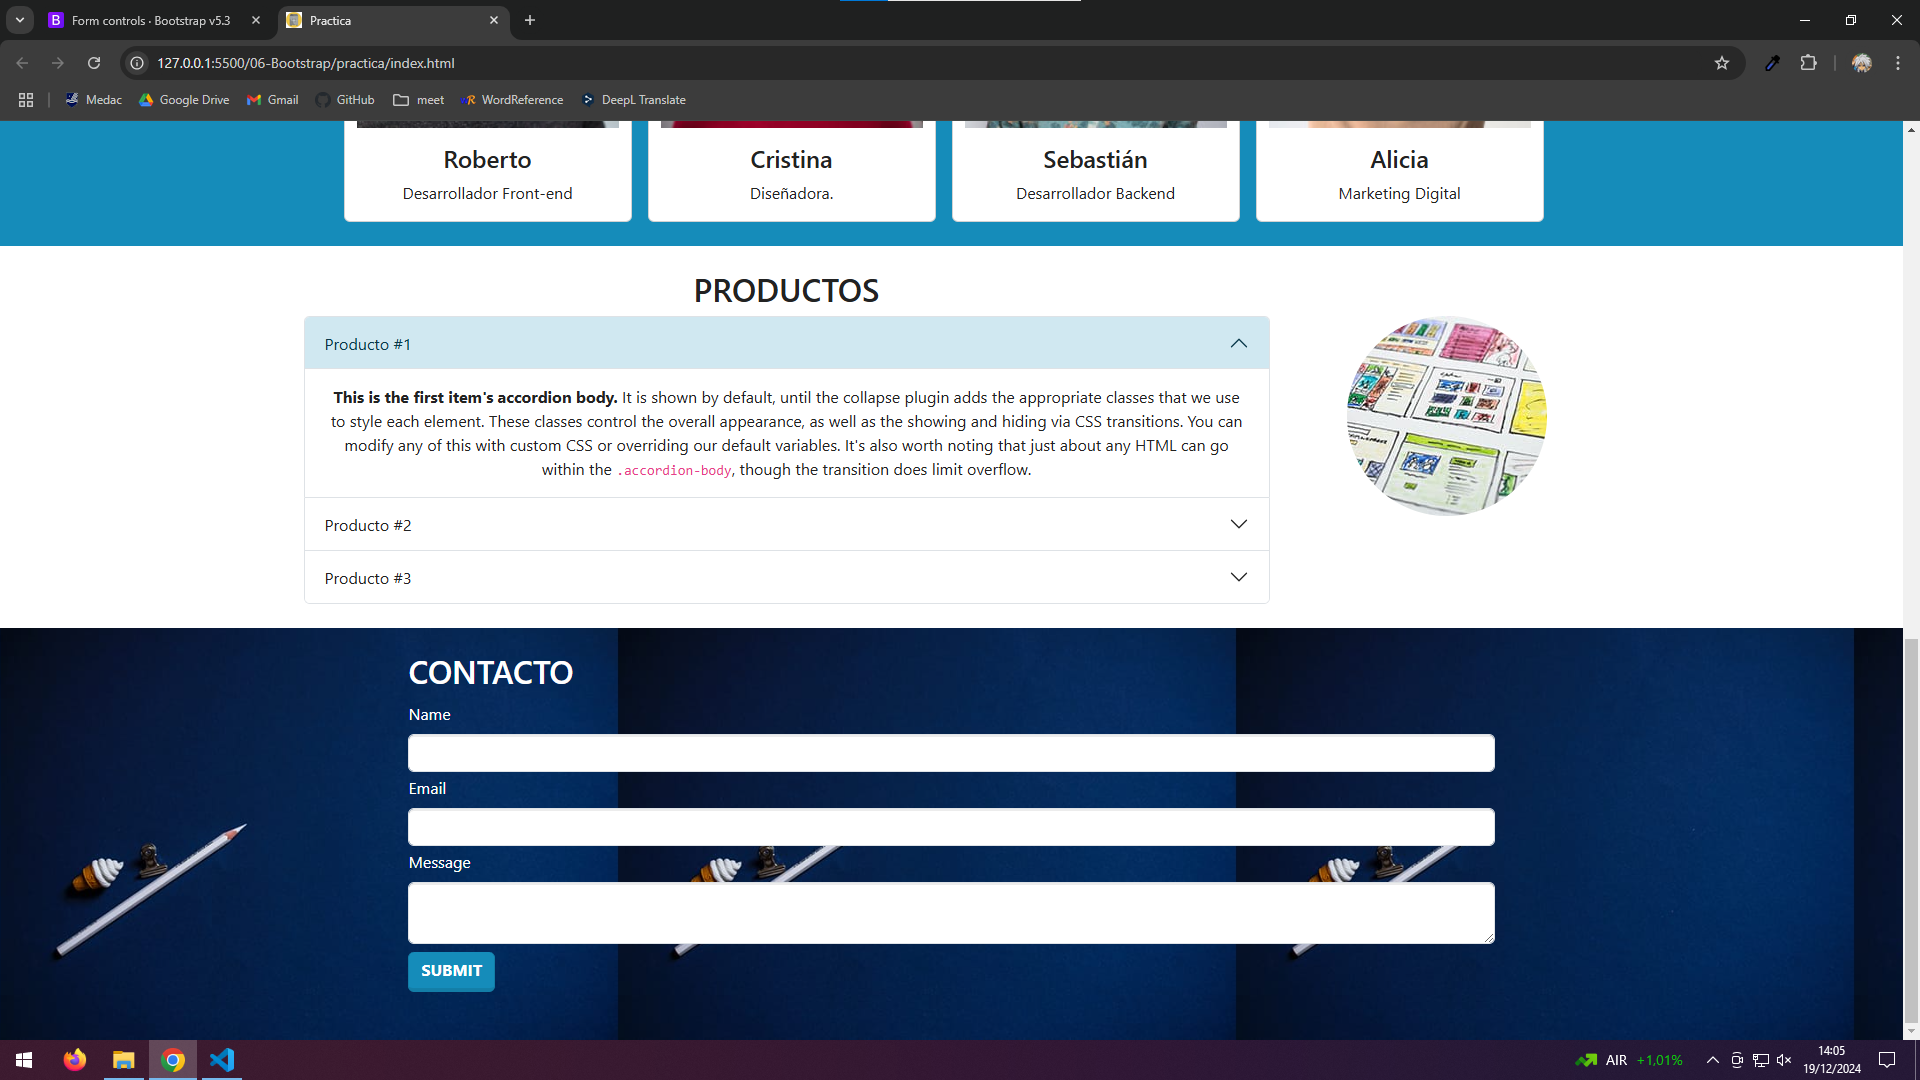 Form controls · Bootstrap v5.3
Practica
127.0.0.1:5500/06-Bootstrap/practica/index.html
Medac
Google Drive
Gmail
GitHub
meet
WordReference
DeepL Translate
Roberto
Desarrollador Front-end
Cristina
Diseñadora.
Sebastián
Desarrollador Backend
Alicia
Marketing Digital
PRODUCTOS
Producto #1
This is the first item's accordion body. It is shown by default, until the collapse plugin adds the appropriate classes that we use
to style each element. These classes control the overall appearance, as well as the showing and hiding via CSS transitions. You can
modify any of this with custom CSS or overriding our default variables. It's also worth noting that just about any HTML can go
within the .accordion-body, though the transition does limit overflow.
Producto #2
Producto #3
CONTACTO
Name
Email
Message
SUBMIT
AIR +1,01%
14:05
19/12/2024